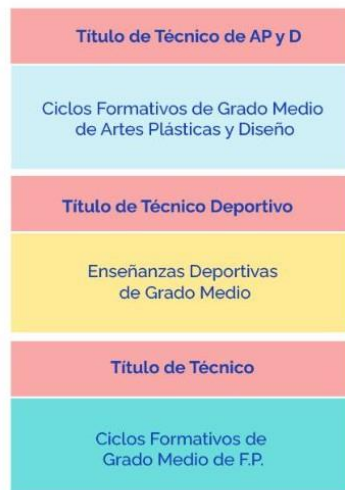 Título de Técnico de AP y D
Ciclos Formativos de Grado Medio
de Artes Plásticas y Diseño
Título de Técnico Deportivo
Enseñanzas Deportivas
de Grado Medio
Título de Técnico
Ciclos Formativos de
Grado Medio de F.P.